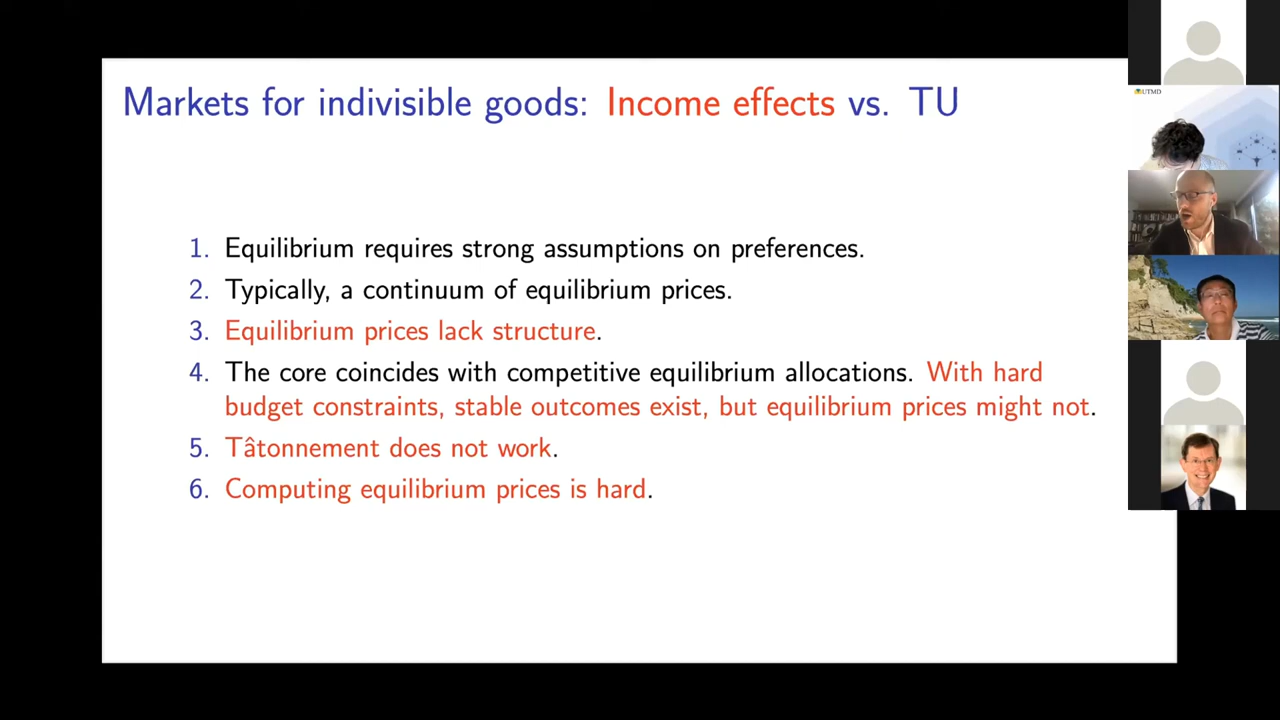 Markets for indivisible goods: Income effects vs. TU
1. Equilibrium requires strong assumptions on preferences.
2. Typically, a continuum of equilibrium prices.
3. Equilibrium prices lack structure.
4. The core coincides with competitive equilibrium allocations. With hard
budget constraints, stable outcomes exist, but equilibrium prices might not.
5. Tâtonnement does not work.
6. Computing equilibrium prices is hard.
UTMD